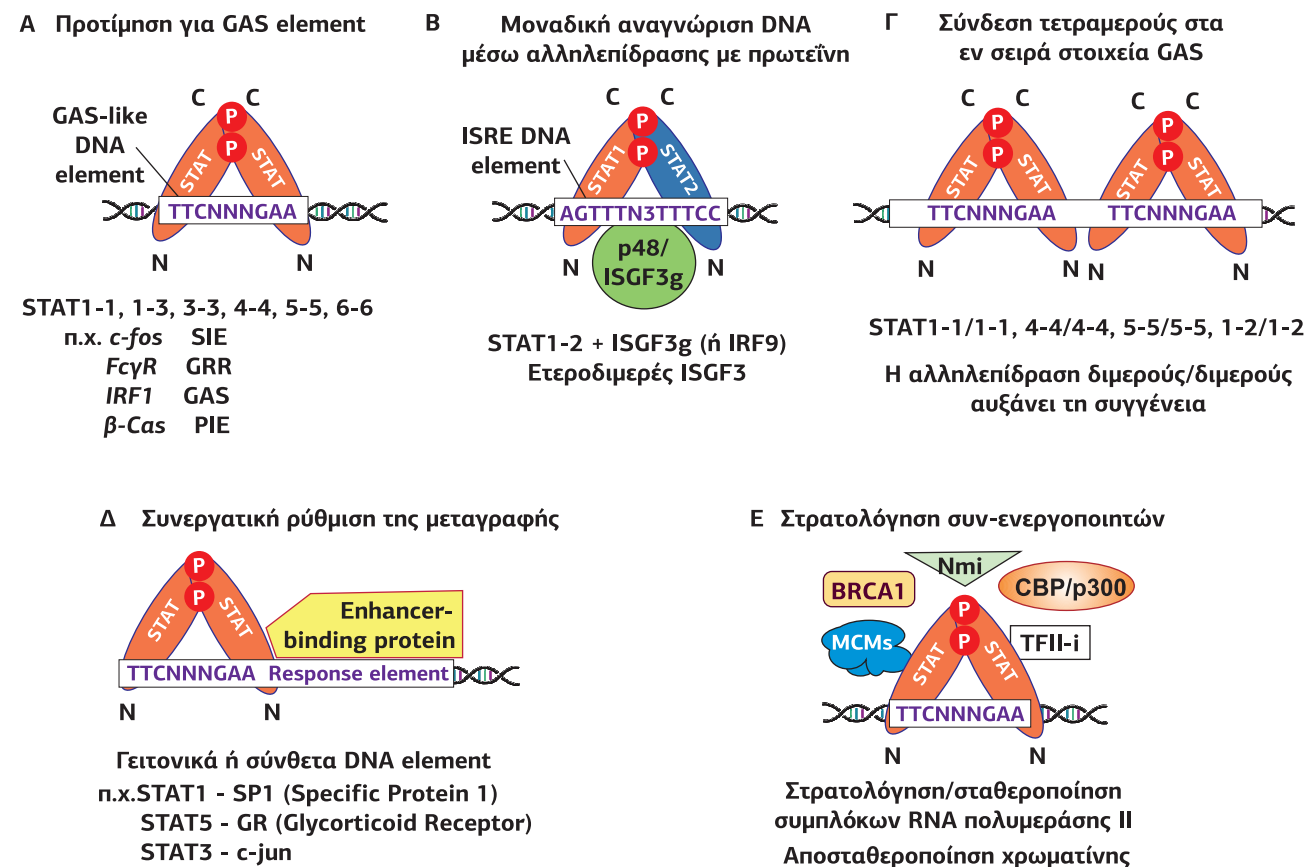 Α Προτίμηση για GAS element
C C
GAS-like
DNA
element
P
P
STAT STAT
TTCNNNGAA
N N
STAT1-1, 1-3, 3-3, 4-4, 5-5, 6-6
π.χ. c-fos SIE
FcγR GRR
IRF1 GAS
β-Cas PIE
Β Μοναδική αναγνώριση DNA
μέσω αλληλεπίδρασης με πρωτεΐνη
C C
ISRE DNA
element
P
P
STAT1 STAT2
AGTTTN3TTTCC
p48/
ISGF3g
N N
STAT1-2 + ISGF3g (ή IRF9)
Ετεροδιμερές ISGF3
Γ Σύνδεση τετραμερούς στα
εν σειρά στοιχεία GAS
C C C C
P P
P P
STAT STAT STAT STAT
TTCNNNGAA TTCNNNGAA
N N N N
STAT1-1/1-1, 4-4/4-4, 5-5/5-5, 1-2/1-2
Η αλληλεπίδραση διμερούς/διμερούς
αυξάνει τη συγγένεια
Δ Συνεργατική ρύθμιση της μεταγραφής
P
P
STAT STAT
Enhancer-
binding protein
TTCNNNGAA Response element
N N
Γειτονικά ή σύνθετα DNA element
π.χ.STAT1 - SP1 (Specific Protein 1)
STAT5 - GR (Glycorticoid Receptor)
STAT3 - c-jun
Ε Στρατολόγηση συν-ενεργοποιητών
Nmi
BRCA1 CBP/p300
P
P
MCMs TFII-i
STAT STAT
TTCNNNGAA
N N
Στρατολόγηση/σταθεροποίηση
συμπλόκων RNA πολυμεράσης II
Αποσταθεροποίηση χρωματίνης